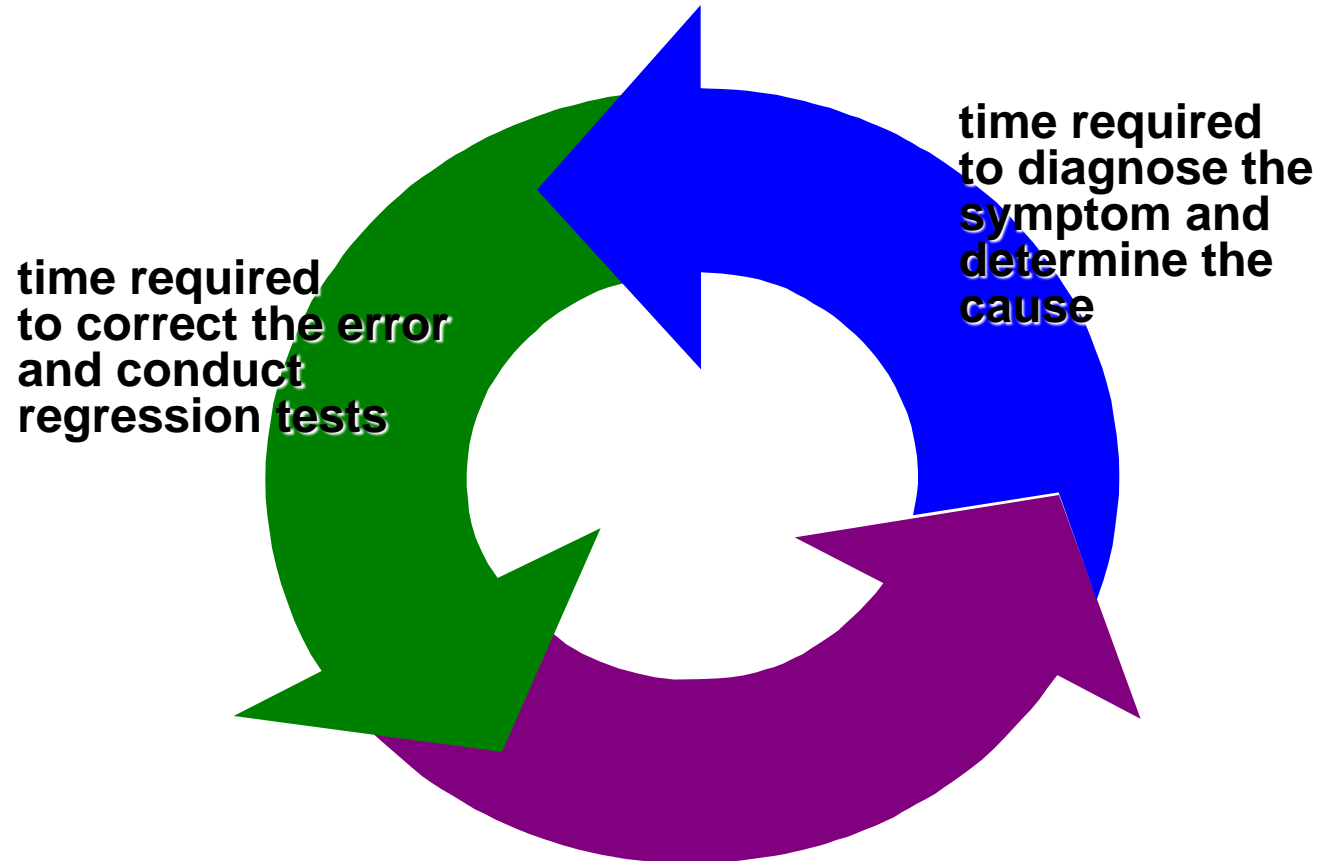 time required
to diagnose the
symptom and
determine the
cause
time required
to correct the error
and conduct
regression tests